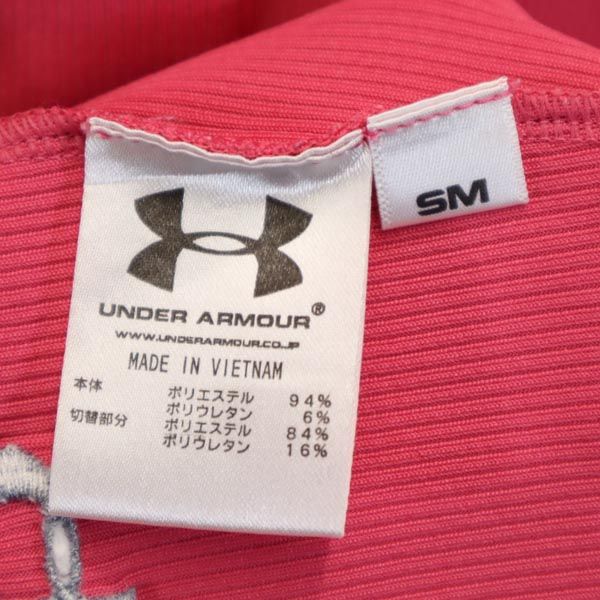 SM
UNDER ARMOUR®
WWW.UNDERARMOUR.CO.JP
MADE IN VIETNAM
本体 ポリエステル 94%
ポリウレタン 6%
切替部分 ポリエステル 84%
ポリウレタン 16%